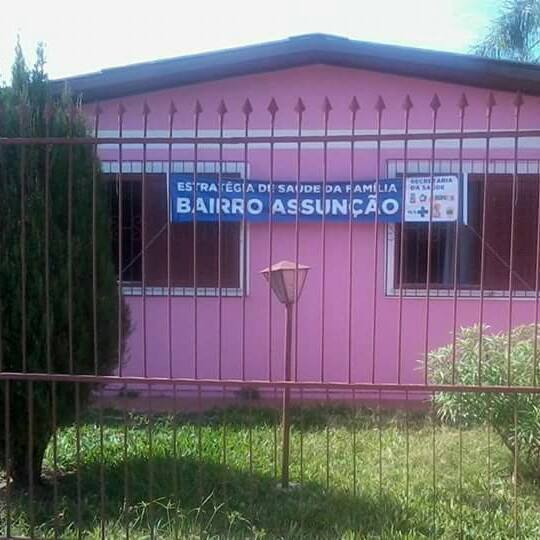 ESTRATÉGIA DE SAÚDE DA FAMÍLIA
BAIRRO ASSUNÇÃO
SECRETARIA
DA SAÚDE